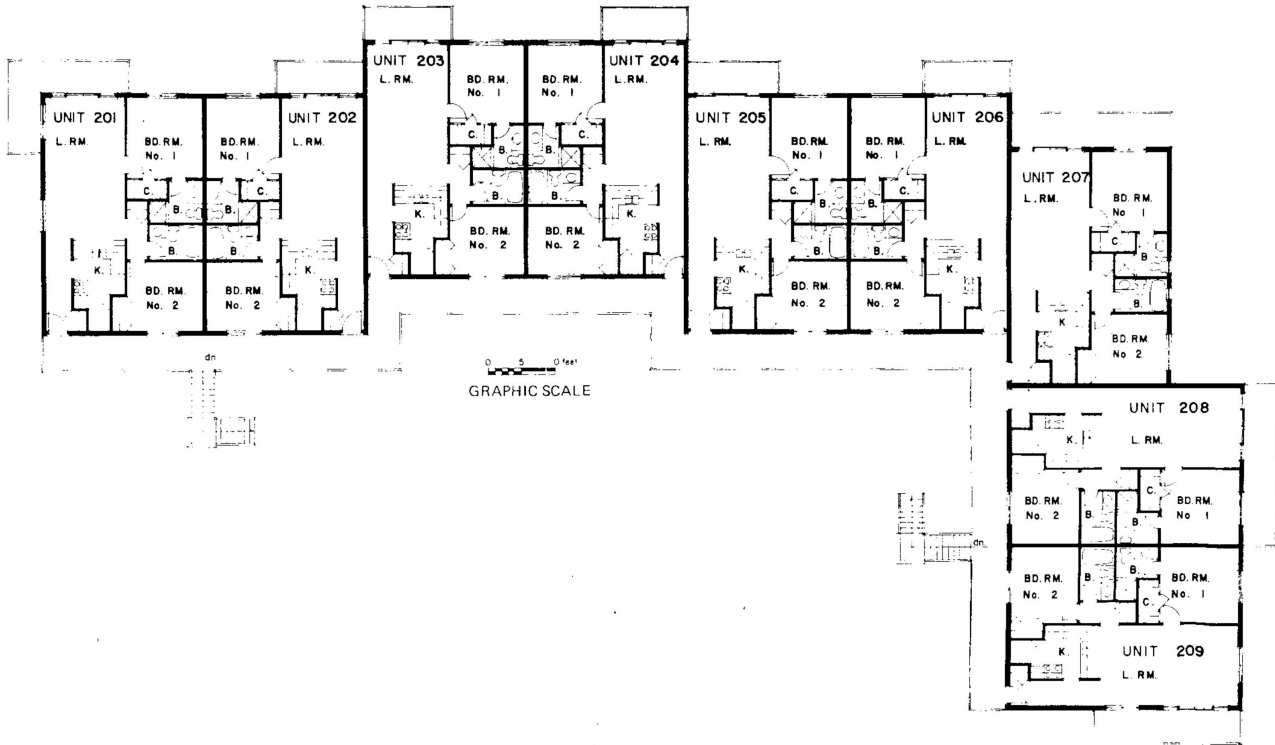 UNIT 201
L. RM.
BD. RM.
No. 1
C.
B.
B.
K.
BD. RM.
No. 2
UNIT 202
L. RM.
BD. RM.
No. 1
C.
B.
B.
K.
BD. RM.
No. 2
UNIT 203
L. RM.
BD. RM.
No. 1
C.
B.
B.
K.
BD. RM.
No. 2
UNIT 204
L. RM.
BD. RM.
No. 1
C.
B.
B.
K.
BD. RM.
No. 2
UNIT 205
L. RM.
BD. RM.
No. 1
C.
B.
B.
K.
BD. RM.
No. 2
UNIT 206
L. RM.
BD. RM.
No. 1
C.
B.
B.
K.
BD. RM.
No. 2
UNIT 207
L. RM.
BD. RM.
No 1
C.
B.
B.
K
BD. RM.
No 2
dn
0 5 0 feet
GRAPHIC SCALE
UNIT 208
K.
L. RM.
BD. RM.
No. 2
B.
C.
B.
BD. RM.
No 1
dn.
BD. RM.
No. 2
B.
B.
C.
BD. RM.
No. 1
K.
UNIT 209
L. RM.